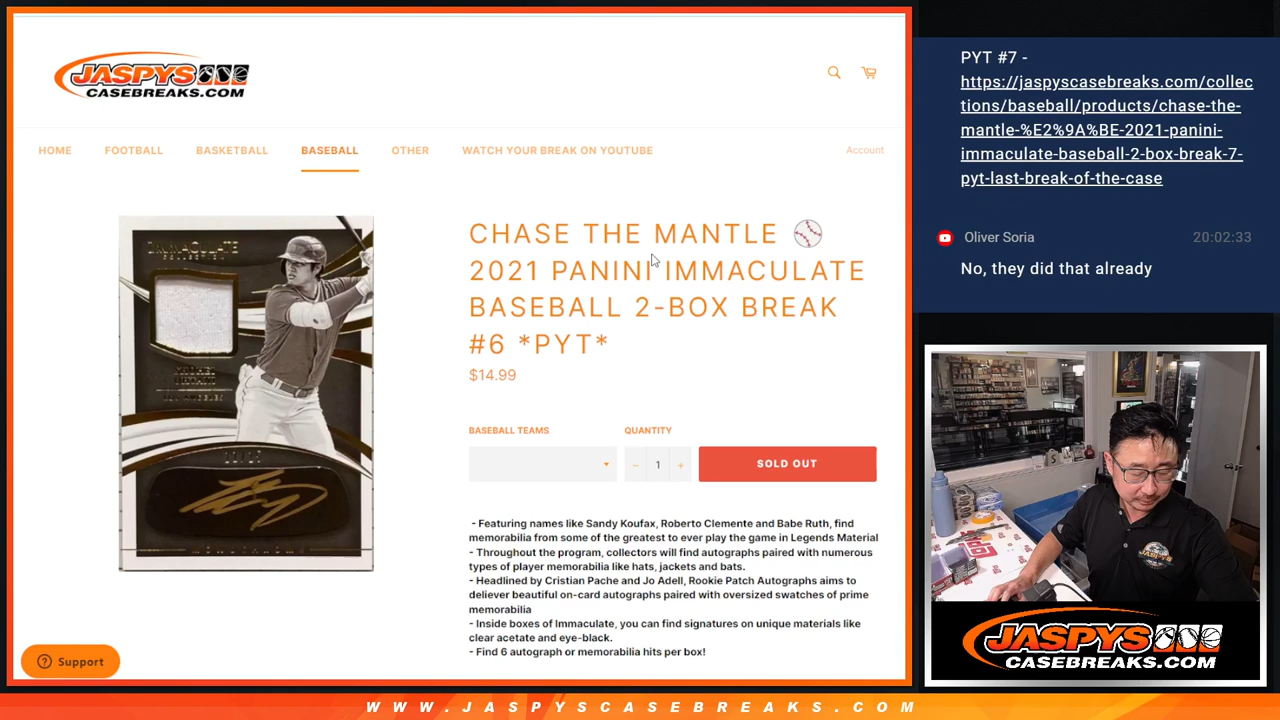 JASPYS
CASEBREAKS.COM
HOME FOOTBALL BASKETBALL BASEBALL OTHER WATCH YOUR BREAK ON YOUTUBE Account
IMMACULATE
COLLECTION
CHASE THE MANTLE ⚾
2021 PANINI IMMACULATE
BASEBALL 2-BOX BREAK
#6 *PYT*
$14.99
BASEBALL TEAMS QUANTITY
− 1 + SOLD OUT
- Featuring names like Sandy Koufax, Roberto Clemente and Babe Ruth, find
memorabilia from some of the greatest to ever play the game in Legends Material
- Throughout the program, collectors will find autographs paired with numerous
types of player memorabilia like hats, jackets and bats.
- Headlined by Cristian Pache and Jo Adell, Rookie Patch Autographs aims to
deliever beautiful on-card autographs paired with oversized swatches of prime
memorabilia
- Inside boxes of Immaculate, you can find signatures on unique materials like
clear acetate and eye-black.
- Find 6 autograph or memorabilia hits per box!
Support
PYT #7 -
https://jaspyscasebreaks.com/collec
tions/baseball/products/chase-the-
mantle-%E2%9A%BE-2021-panini-
immaculate-baseball-2-box-break-7-
pyt-last-break-of-the-case
Oliver Soria 20:02:33
No, they did that already
JASPYS
CASEBREAKS.COM
WWW.JASPYSCASEBREAKS.COM